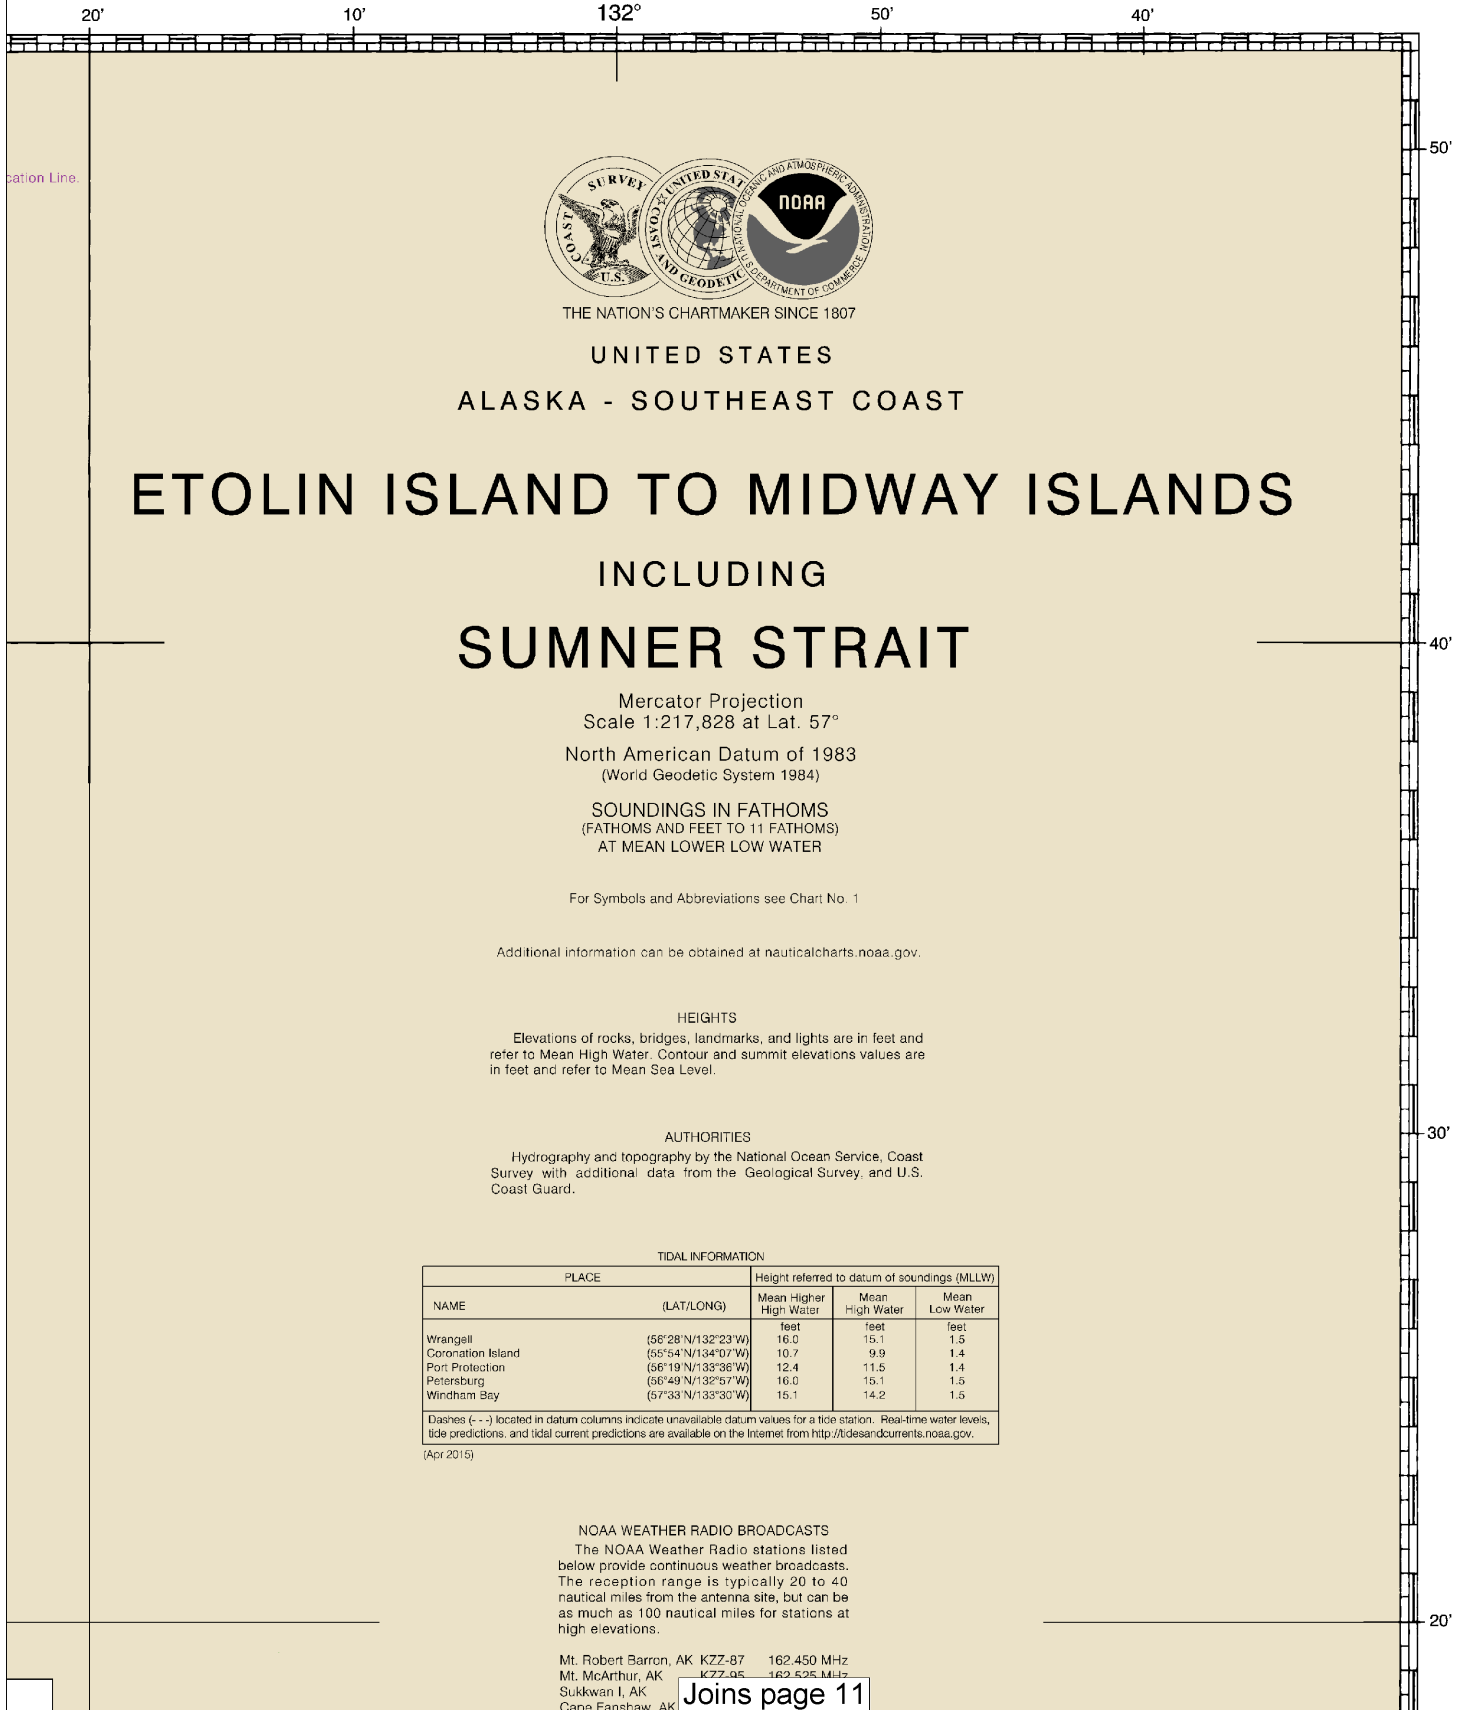 20' 10' 132° 50' 40'
50'
cation Line.
COAST SURVEY U.S.
UNITED STAT COAST AND GEODETIC
NATIONAL OCEANIC AND ATMOSPHERIC ADMINISTRATION U.S. DEPARTMENT OF COMMERCE
NOAA
THE NATION'S CHARTMAKER SINCE 1807
UNITED STATES
ALASKA - SOUTHEAST COAST
ETOLIN ISLAND TO MIDWAY ISLANDS
INCLUDING
SUMNER STRAIT
40'
Mercator Projection
Scale 1:217,828 at Lat. 57°
North American Datum of 1983
(World Geodetic System 1984)
SOUNDINGS IN FATHOMS
(FATHOMS AND FEET TO 11 FATHOMS)
AT MEAN LOWER LOW WATER
For Symbols and Abbreviations see Chart No. 1
Additional information can be obtained at nauticalcharts.noaa.gov.
HEIGHTS
Elevations of rocks, bridges, landmarks, and lights are in feet and
refer to Mean High Water. Contour and summit elevations values are
in feet and refer to Mean Sea Level.
30'
AUTHORITIES
Hydrography and topography by the National Ocean Service, Coast
Survey with additional data from the Geological Survey, and U.S.
Coast Guard.
TIDAL INFORMATION
PLACE Height referred to datum of soundings (MLLW)
NAME (LAT/LONG) Mean Higher High Water Mean High Water Mean Low Water
feet feet feet
Wrangell (56°28'N/132°23'W) 16.0 15.1 1.5
Coronation Island (55°54'N/134°07'W) 10.7 9.9 1.4
Port Protection (56°19'N/133°36'W) 12.4 11.5 1.4
Petersburg (56°49'N/132°57'W) 16.0 15.1 1.5
Windham Bay (57°33'N/133°30'W) 15.1 14.2 1.5
Dashes (- - -) located in datum columns indicate unavailable datum values for a tide station. Real-time water levels,
tide predictions, and tidal current predictions are available on the Internet from http://tidesandcurrents.noaa.gov.
(Apr 2015)
NOAA WEATHER RADIO BROADCASTS
The NOAA Weather Radio stations listed
below provide continuous weather broadcasts.
The reception range is typically 20 to 40
nautical miles from the antenna site, but can be
as much as 100 nautical miles for stations at
high elevations.
20'
Mt. Robert Barron, AK KZZ-87 162.450 MHz
Mt. McArthur, AK KZZ-95 162.525 MHz
Sukkwan I, AK
Cape Fanshaw, AK
Joins page 11